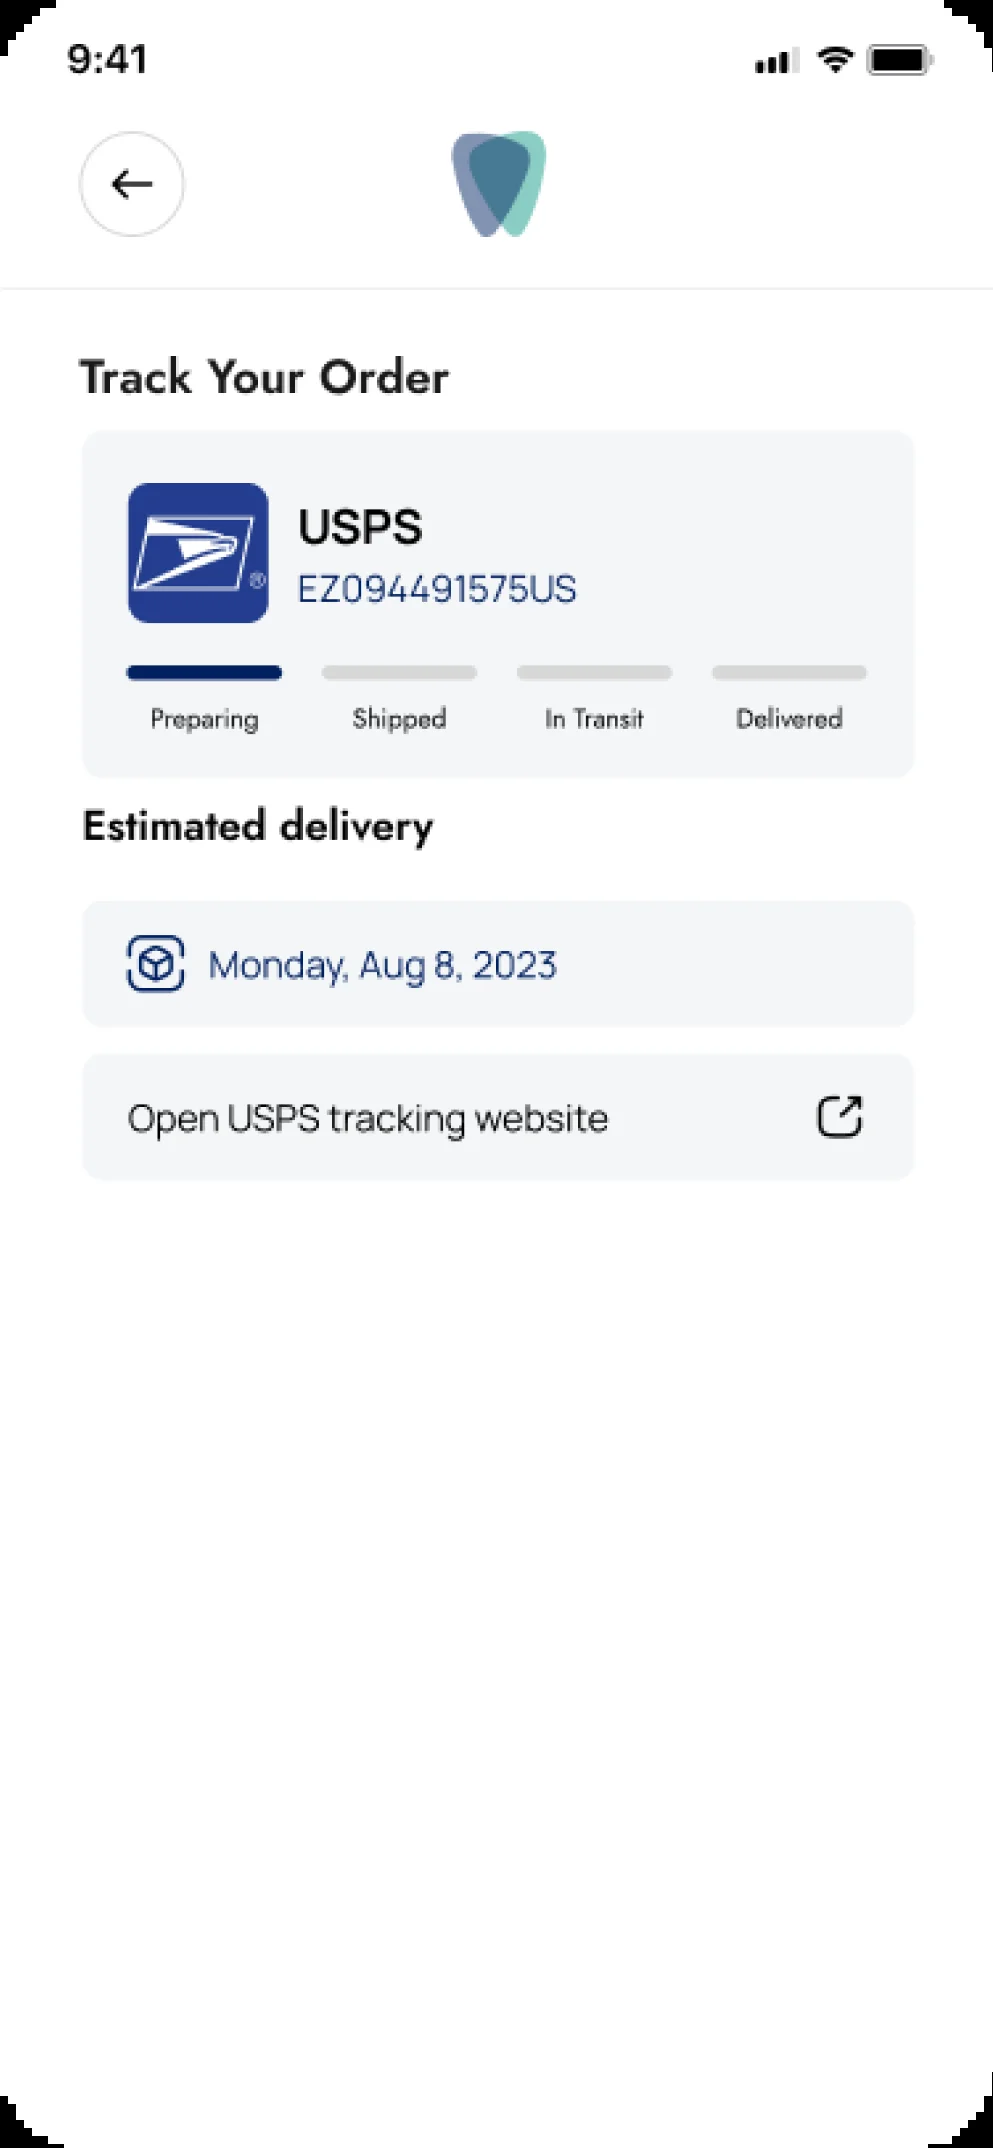 9:41
Track Your Order
USPS
®
EZ094491575US
Preparing Shipped In Transit Delivered
Estimated delivery
Monday, Aug 8, 2023
Open USPS tracking website